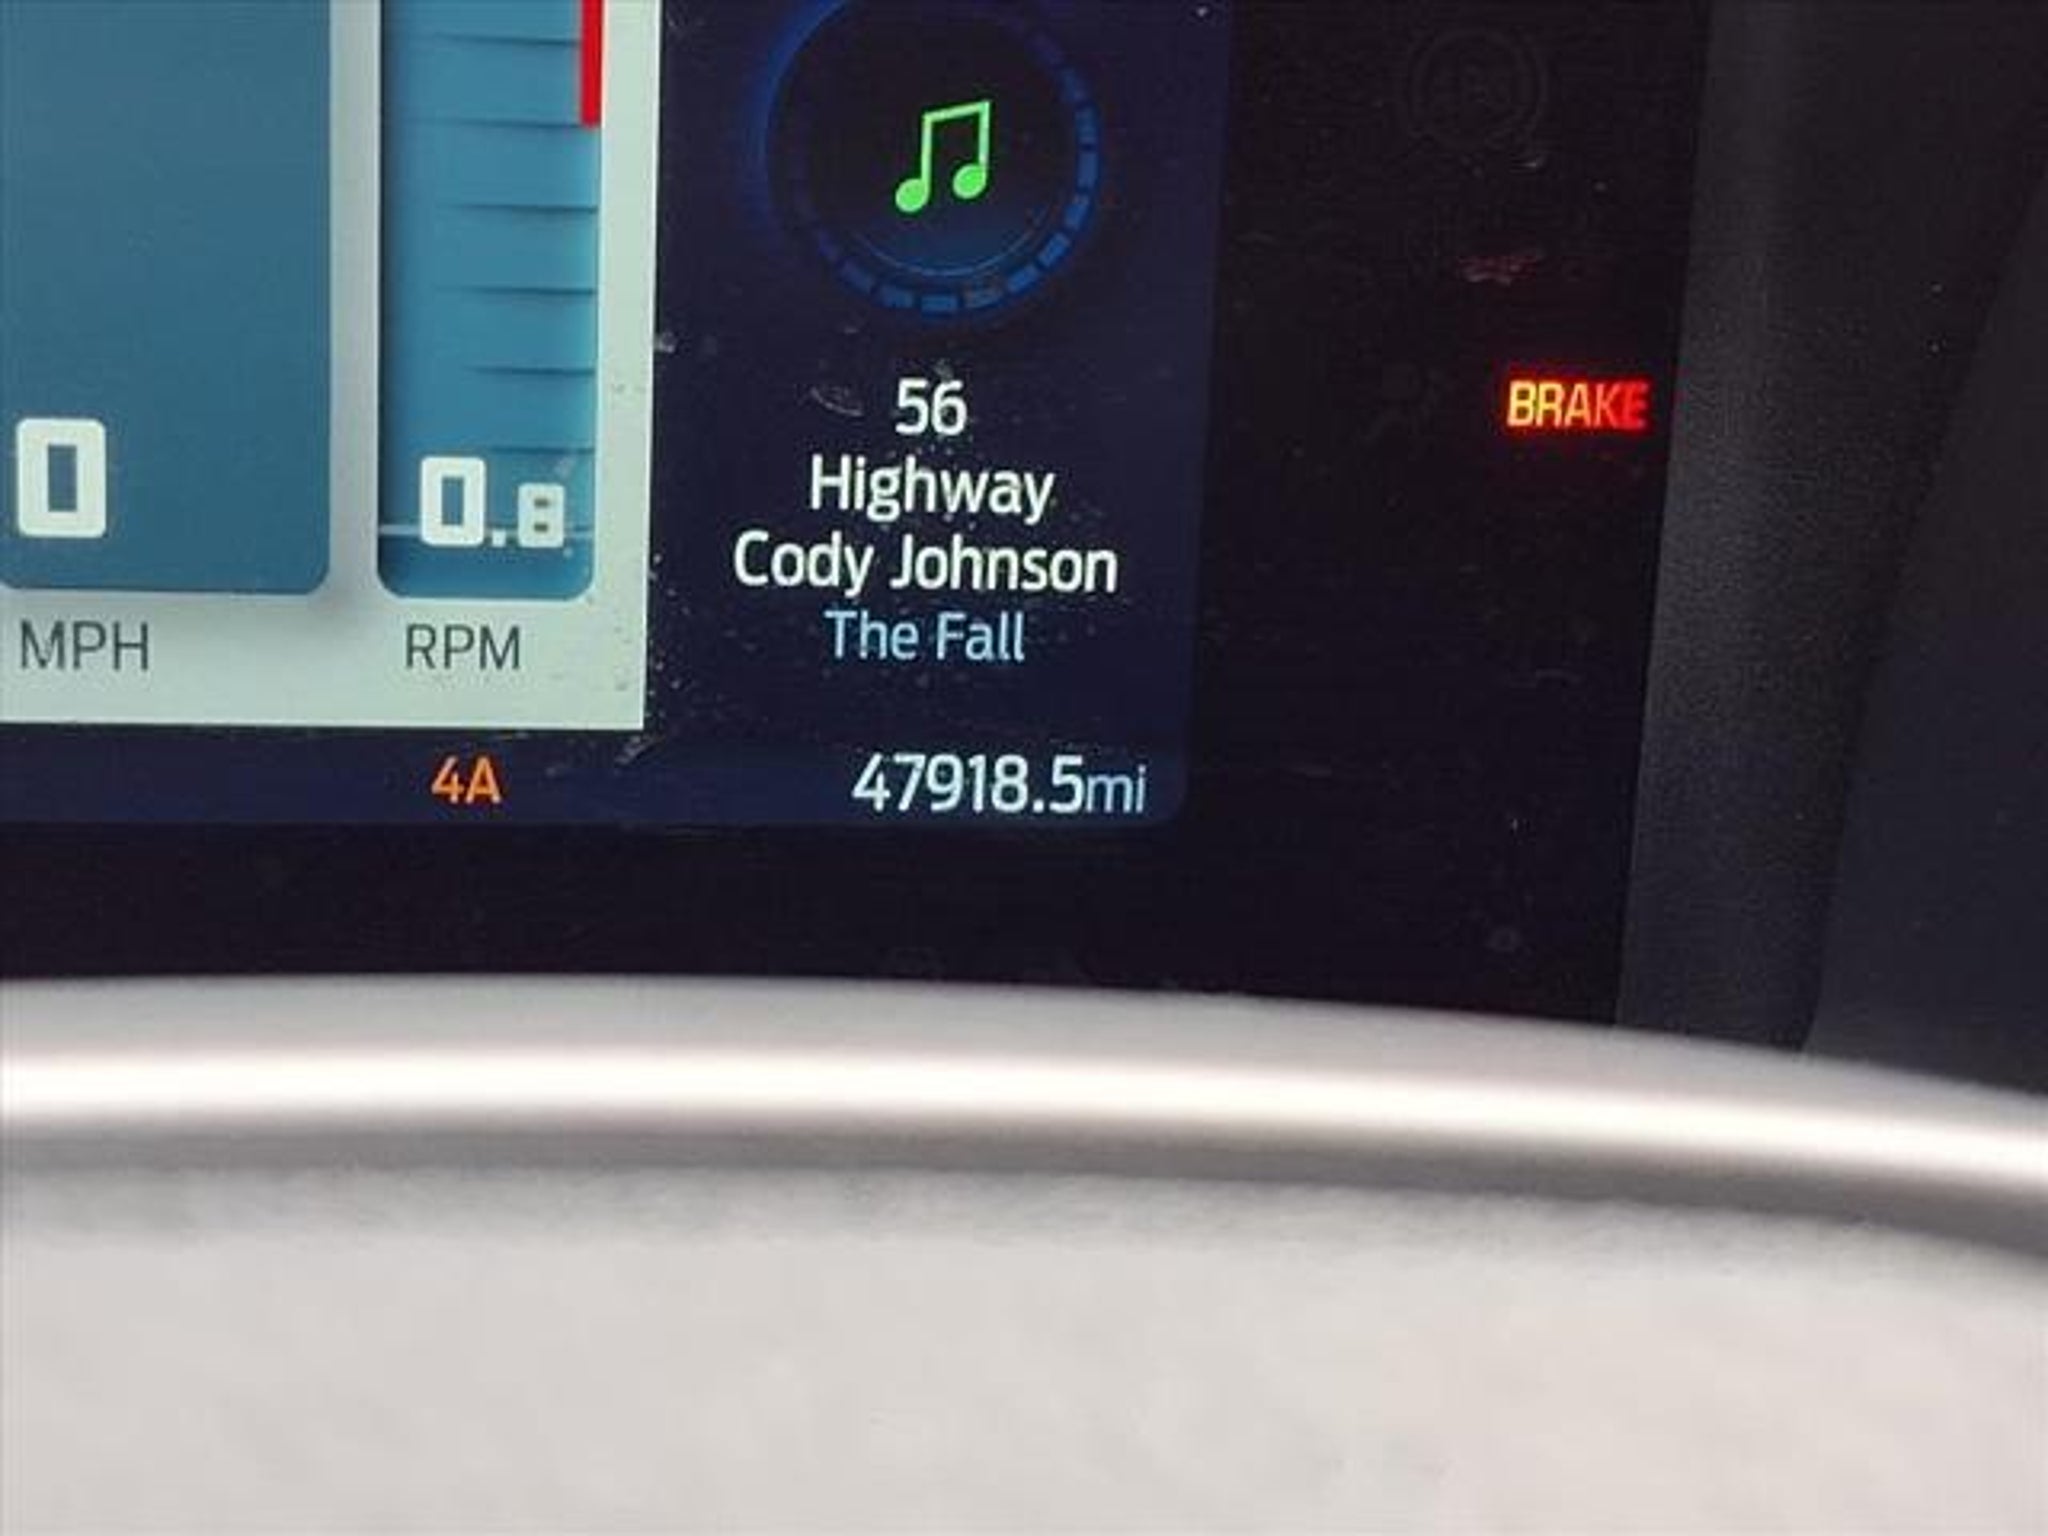 0
0.8
MPH
RPM
56
Highway
Cody Johnson
The Fall
BRAKE
4A
47918.5mi